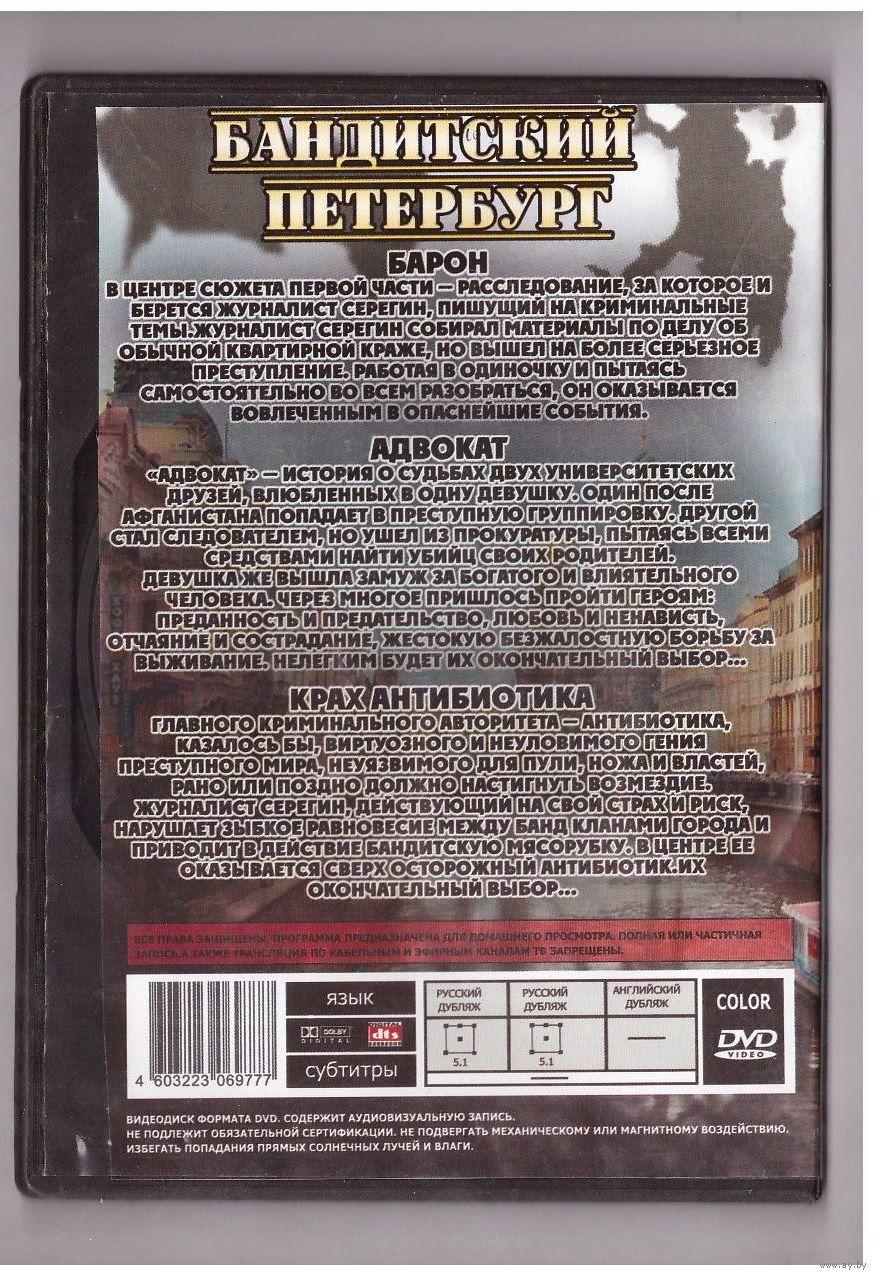 БАНДИТСКИЙ
ПЕТЕРБУРГ
БАРОН
В ЦЕНТРЕ СЮЖЕТА ПЕРВОЙ ЧАСТИ – РАССЛЕДОВАНИЕ, ЗА КОТОРОЕ И
БЕРЕТСЯ ЖУРНАЛИСТ СЕРЕГИН, ПИШУЩИЙ НА КРИМИНАЛЬНЫЕ
ТЕМЫ.ЖУРНАЛИСТ СЕРЕГИН СОБИРАЛ МАТЕРИАЛЫ ПО ДЕЛУ ОБ
ОБЫЧНОЙ КВАРТИРНОЙ КРАЖЕ, НО ВЫШЕЛ НА БОЛЕЕ СЕРЬЕЗНОЕ
ПРЕСТУПЛЕНИЕ. РАБОТАЯ В ОДИНОЧКУ И ПЫТАЯСЬ
САМОСТОЯТЕЛЬНО ВО ВСЕМ РАЗОБРАТЬСЯ, ОН ОКАЗЫВАЕТСЯ
ВОВЛЕЧЕННЫМ В ОПАСНЕЙШИЕ СОБЫТИЯ.
АДВОКАТ
«АДВОКАТ» – ИСТОРИЯ О СУДЬБАХ ДВУХ УНИВЕРСИТЕТСКИХ
ДРУЗЕЙ, ВЛЮБЛЕННЫХ В ОДНУ ДЕВУШКУ. ОДИН ПОСЛЕ
АФГАНИСТАНА ПОПАДАЕТ В ПРЕСТУПНУЮ ГРУППИРОВКУ. ДРУГОЙ
СТАЛ СЛЕДОВАТЕЛЕМ, НО УШЕЛ ИЗ ПРОКУРАТУРЫ, ПЫТАЯСЬ ВСЕМИ
СРЕДСТВАМИ НАЙТИ УБИЙЦ СВОИХ РОДИТЕЛЕЙ.
ДЕВУШКА ЖЕ ВЫШЛА ЗАМУЖ ЗА БОГАТОГО И ВЛИЯТЕЛЬНОГО
ЧЕЛОВЕКА. ЧЕРЕЗ МНОГОЕ ПРИШЛОСЬ ПРОЙТИ ГЕРОЯМ:
ПРЕДАННОСТЬ И ПРЕДАТЕЛЬСТВО, ЛЮБОВЬ И НЕНАВИСТЬ,
ОТЧАЯНИЕ И СОСТРАДАНИЕ, ЖЕСТОКУЮ БЕЗЖАЛОСТНУЮ БОРЬБУ ЗА
ВЫЖИВАНИЕ. НЕЛЕГКИМ БУДЕТ ИХ ОКОНЧАТЕЛЬНЫЙ ВЫБОР...
КРАХ АНТИБИОТИКА
ГЛАВНОГО КРИМИНАЛЬНОГО АВТОРИТЕТА – АНТИБИОТИКА,
КАЗАЛОСЬ БЫ, ВИРТУОЗНОГО И НЕУЛОВИМОГО ГЕНИЯ
ПРЕСТУПНОГО МИРА, НЕУЯЗВИМОГО ДЛЯ ПУЛИ, НОЖА И ВЛАСТЕЙ,
РАНО ИЛИ ПОЗДНО ДОЛЖНО НАСТИГНУТЬ ВОЗМЕЗДИЕ.
ЖУРНАЛИСТ СЕРЕГИН, ДЕЙСТВУЮЩИЙ НА СВОЙ СТРАХ И РИСК,
НАРУШАЕТ ЗЫБКОЕ РАВНОВЕСИЕ МЕЖДУ БАНД КЛАНАМИ ГОРОДА И
ПРИВОДИТ В ДЕЙСТВИЕ БАНДИТСКУЮ МЯСОРУБКУ. В ЦЕНТРЕ ЕЕ
ОКАЗЫВАЕТСЯ СВЕРХ ОСТОРОЖНЫЙ АНТИБИОТИК.ИХ
ОКОНЧАТЕЛЬНЫЙ ВЫБОР...
ВСЕ ПРАВА ЗАЩИЩЕНЫ. ПРОГРАММА ПРЕДНАЗНАЧЕНА ДЛЯ ДОМАШНЕГО ПРОСМОТРА. ПОЛНАЯ ИЛИ ЧАСТИЧНАЯ
ЗАПИСЬ,А ТАКЖЕ ТРАНСЛЯЦИЯ ПО КАБЕЛЬНЫМ И ЭФИРНЫМ КАНАЛАМ ТВ ЗАПРЕЩЕНЫ.
4 603223 069777
ЯЗЫК
DOLBY
DIGITAL
DIGITAL
dts
субтитры
РУССКИЙ
ДУБЛЯЖ
5.1
РУССКИЙ
ДУБЛЯЖ
5.1
АНГЛИЙСКИЙ
ДУБЛЯЖ
COLOR
DVD
VIDEO
ВИДЕОДИСК ФОРМАТА DVD. СОДЕРЖИТ АУДИОВИЗУАЛЬНУЮ ЗАПИСЬ.
НЕ ПОДЛЕЖИТ ОБЯЗАТЕЛЬНОЙ СЕРТИФИКАЦИИ. НЕ ПОДВЕРГАТЬ МЕХАНИЧЕСКОМУ ИЛИ МАГНИТНОМУ ВОЗДЕЙСТВИЮ.
ИЗБЕГАТЬ ПОПАДАНИЯ ПРЯМЫХ СОЛНЕЧНЫХ ЛУЧЕЙ И ВЛАГИ.
www.ay.by